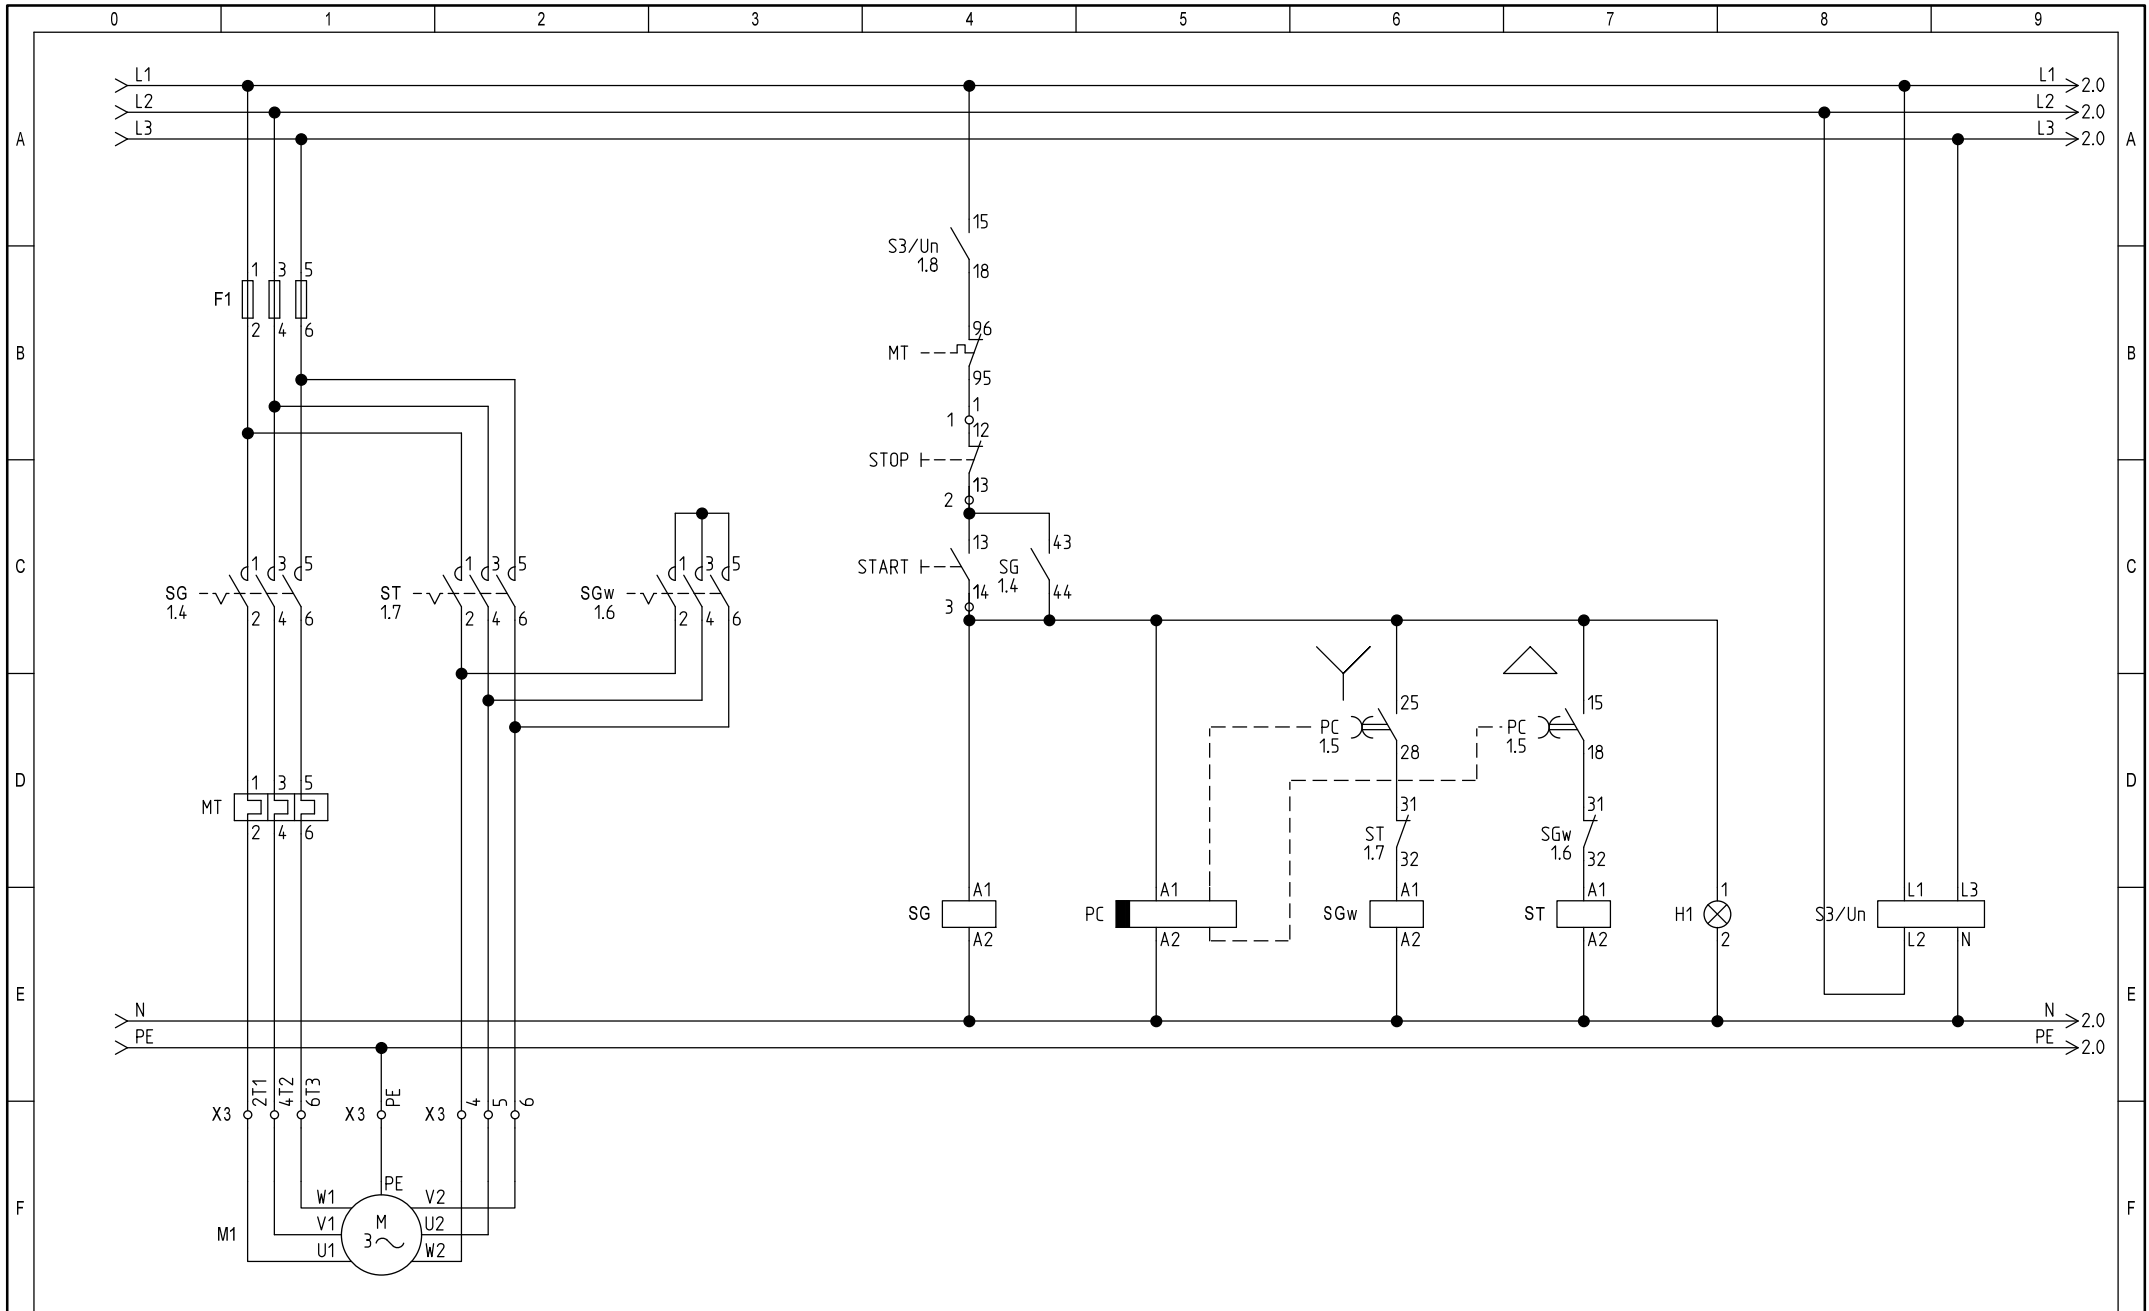 0 1 2 3 4 5 6 7 8 9
L1 L1 2.0
L2 L2 2.0
L3 L3 2.0
A A
15
S3/Un
1.8
18
1 3 5
F1
2 4 6
96
MT
95
B B
1
1
12
STOP
13
2
1 3 5
SG
1.4
2 4 6
1 3 5
ST
1.7
2 4 6
1 3 5
SGw
1.6
2 4 6
13
START
14
3
43
SG
1.4
44
C C
25
PC
1.5
28
15
PC
1.5
18
D D
1 3 5
MT
2 4 6
31
ST
1.7
32
31
SGw
1.6
32
A1
SG
A2
A1
PC
A2
A1
SGw
A2
A1
ST
A2
1
H1
2
L1 L3
S3/Un
L2 N
E E
N N 2.0
PE PE 2.0
2T1 4T2 6T3 PE 4 5 6
X3 X3 X3
PE
W1 V2
F F
V1 M U2
M1 3
U1 W2